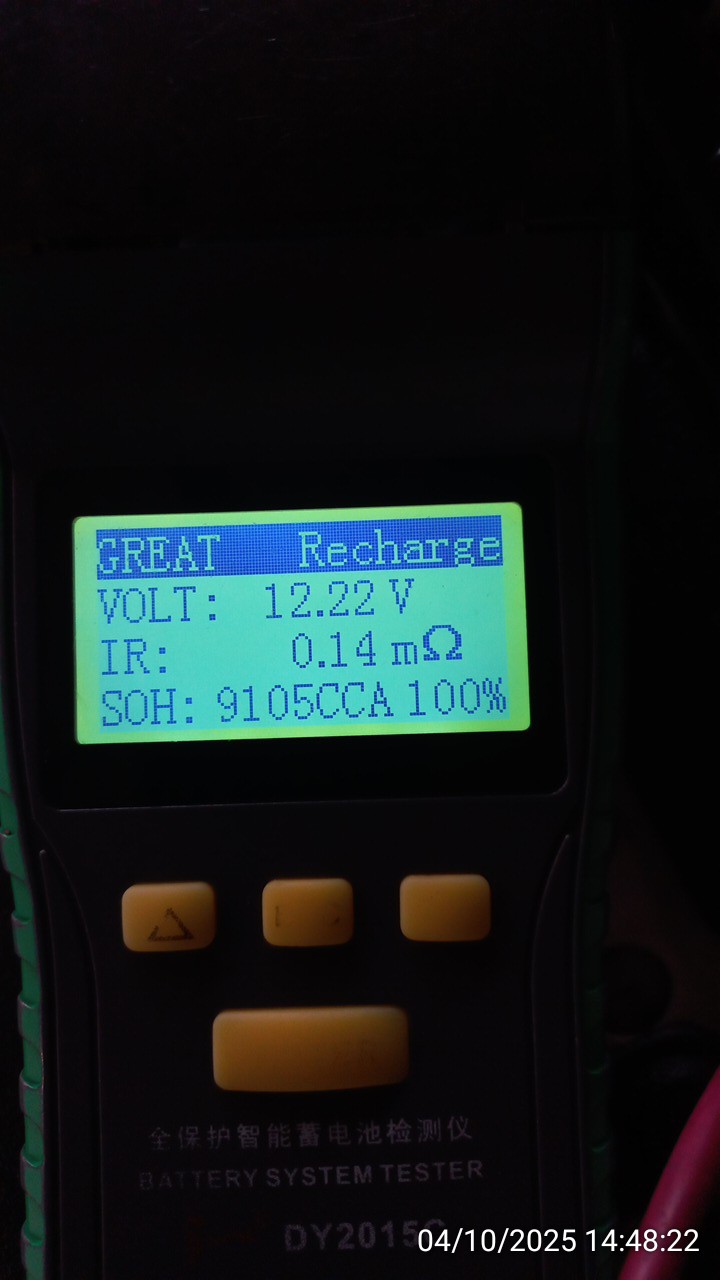 GREAT Recharge
VOLT: 12.22 V
IR: 0.14 mΩ
SOH: 9105CCA 100%
全保护智能蓄电池检测仪
BATTERY SYSTEM TESTER
DY2015C
04/10/2025 14:48:22